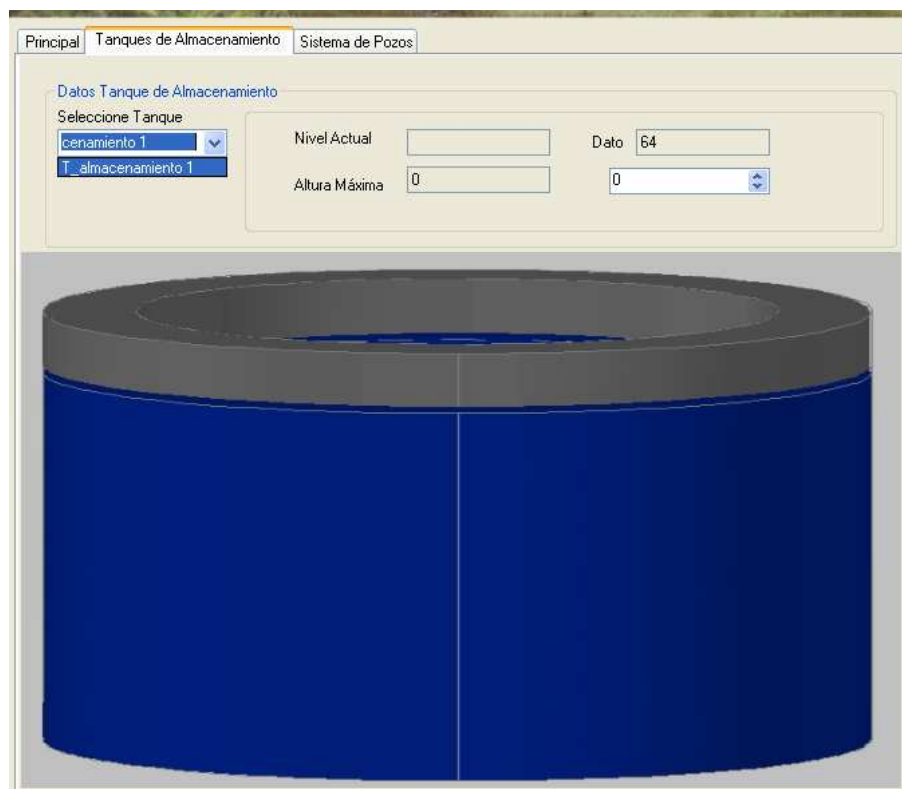 Principal Tanques de Almacenamiento Sistema de Pozos
Datos Tanque de Almacenamiento
Seleccione Tanque
cenamiento 1
T_almacenamiento 1
Nivel Actual
Dato 64
Altura Máxima 0
0